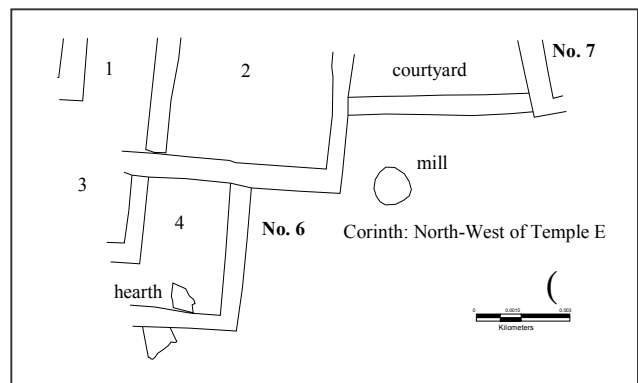 No. 7
1
2
courtyard
mill
3
4
No. 6
Corinth: North-West of Temple E
hearth
(
0 0.0015 0.003
Kilometers